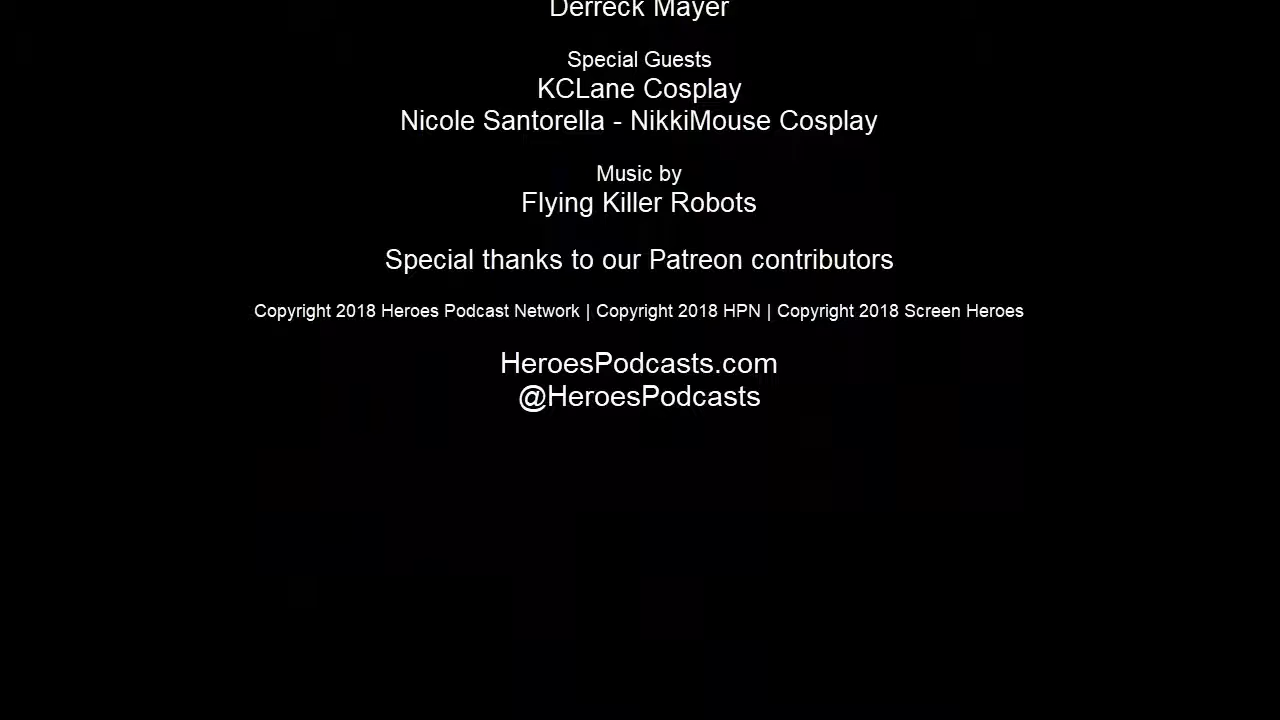 Derreck Mayer
Special Guests
KCLane Cosplay
Nicole Santorella - NikkiMouse Cosplay
Music by
Flying Killer Robots
Special thanks to our Patreon contributors
Copyright 2018 Heroes Podcast Network | Copyright 2018 HPN | Copyright 2018 Screen Heroes
HeroesPodcasts.com
@HeroesPodcasts